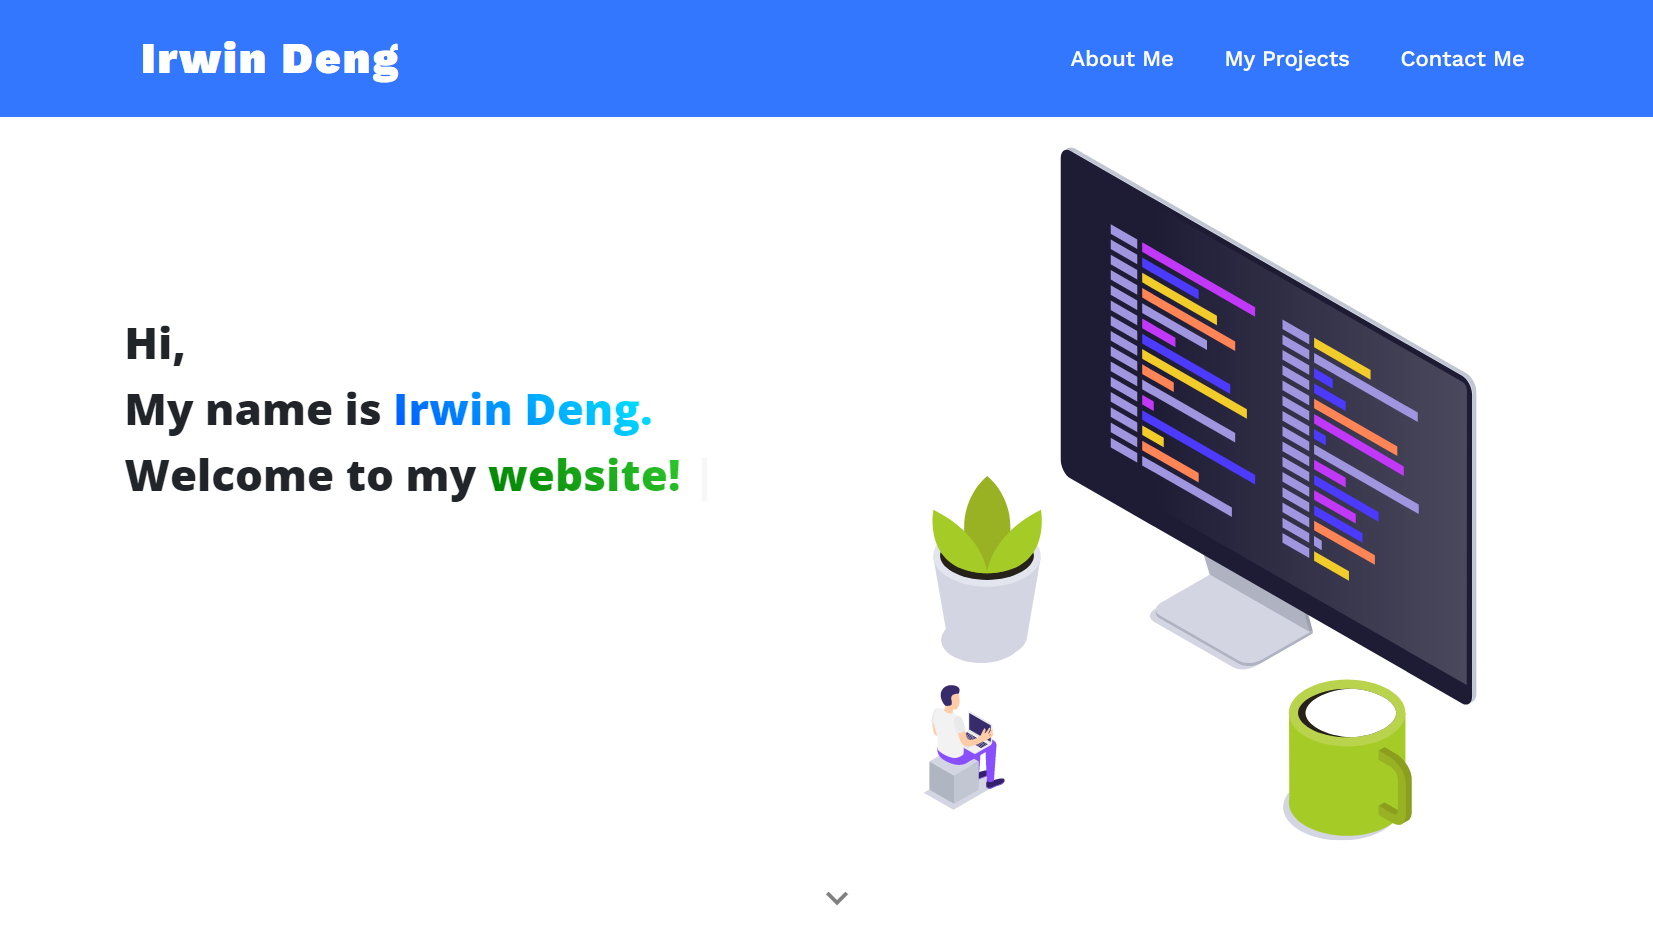 Irwin Deng
About Me
My Projects
Contact Me
Hi,
My name is Irwin Deng.
Welcome to my website!